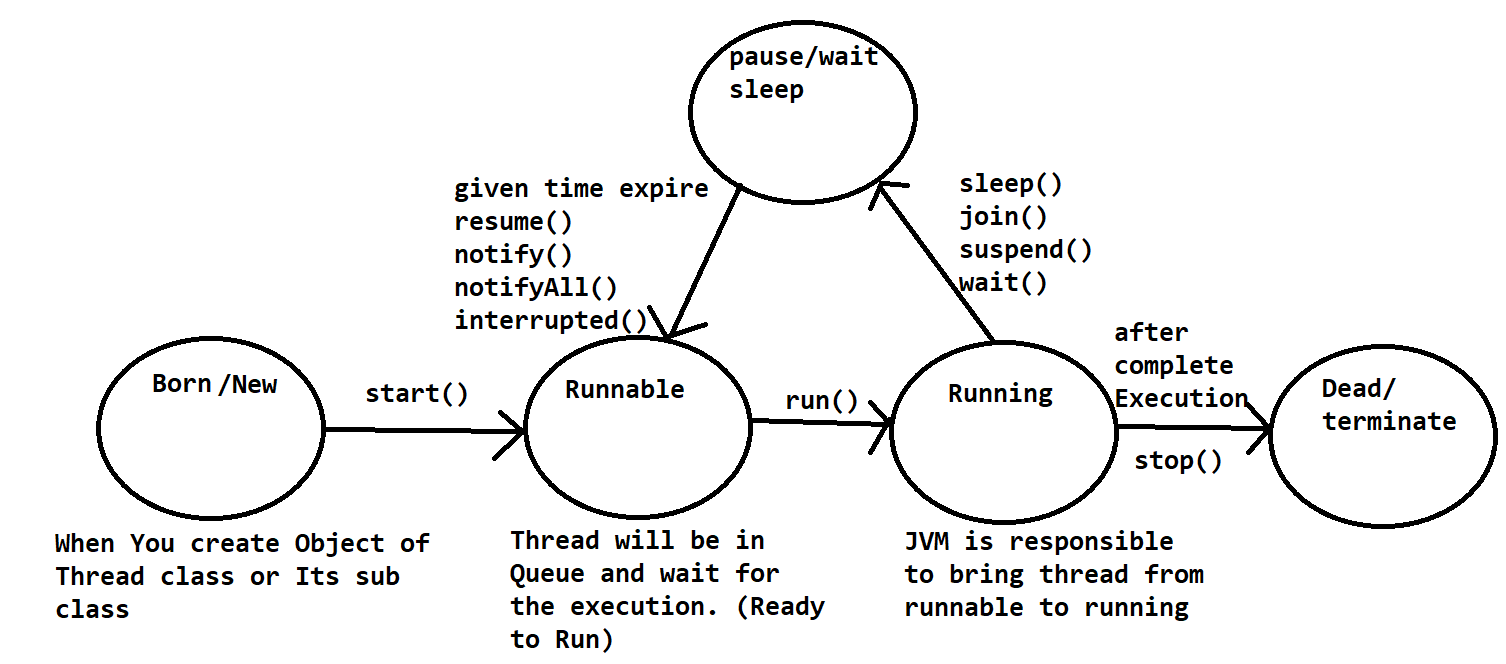 pause/wait
sleep
given time expire
resume()
notify()
notifyAll()
interrupted()
sleep()
join()
suspend()
wait()
Born/New
start()
Runnable
run()
Running
after
complete
Execution
stop()
Dead/
terminate
When You create Object of
Thread class or Its sub
class
Thread will be in
Queue and wait for
the execution. (Ready
to Run)
JVM is responsible
to bring thread from
runnable to running